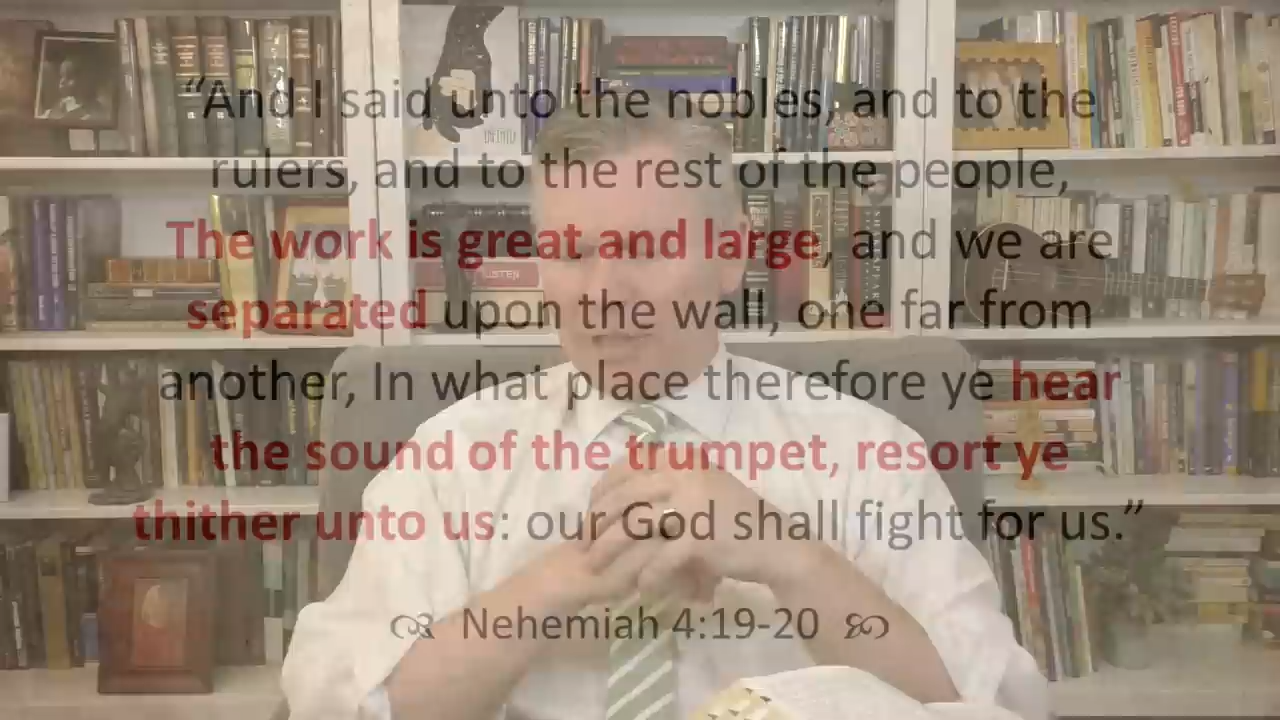 “And I said unto the nobles, and to the
rulers, and to the rest of the people,
The work is great and large, and we are
separated upon the wall, one far from
another, In what place therefore ye hear
the sound of the trumpet, resort ye
thither unto us: our God shall fight for us.”
Nehemiah 4:19-20
LISTEN